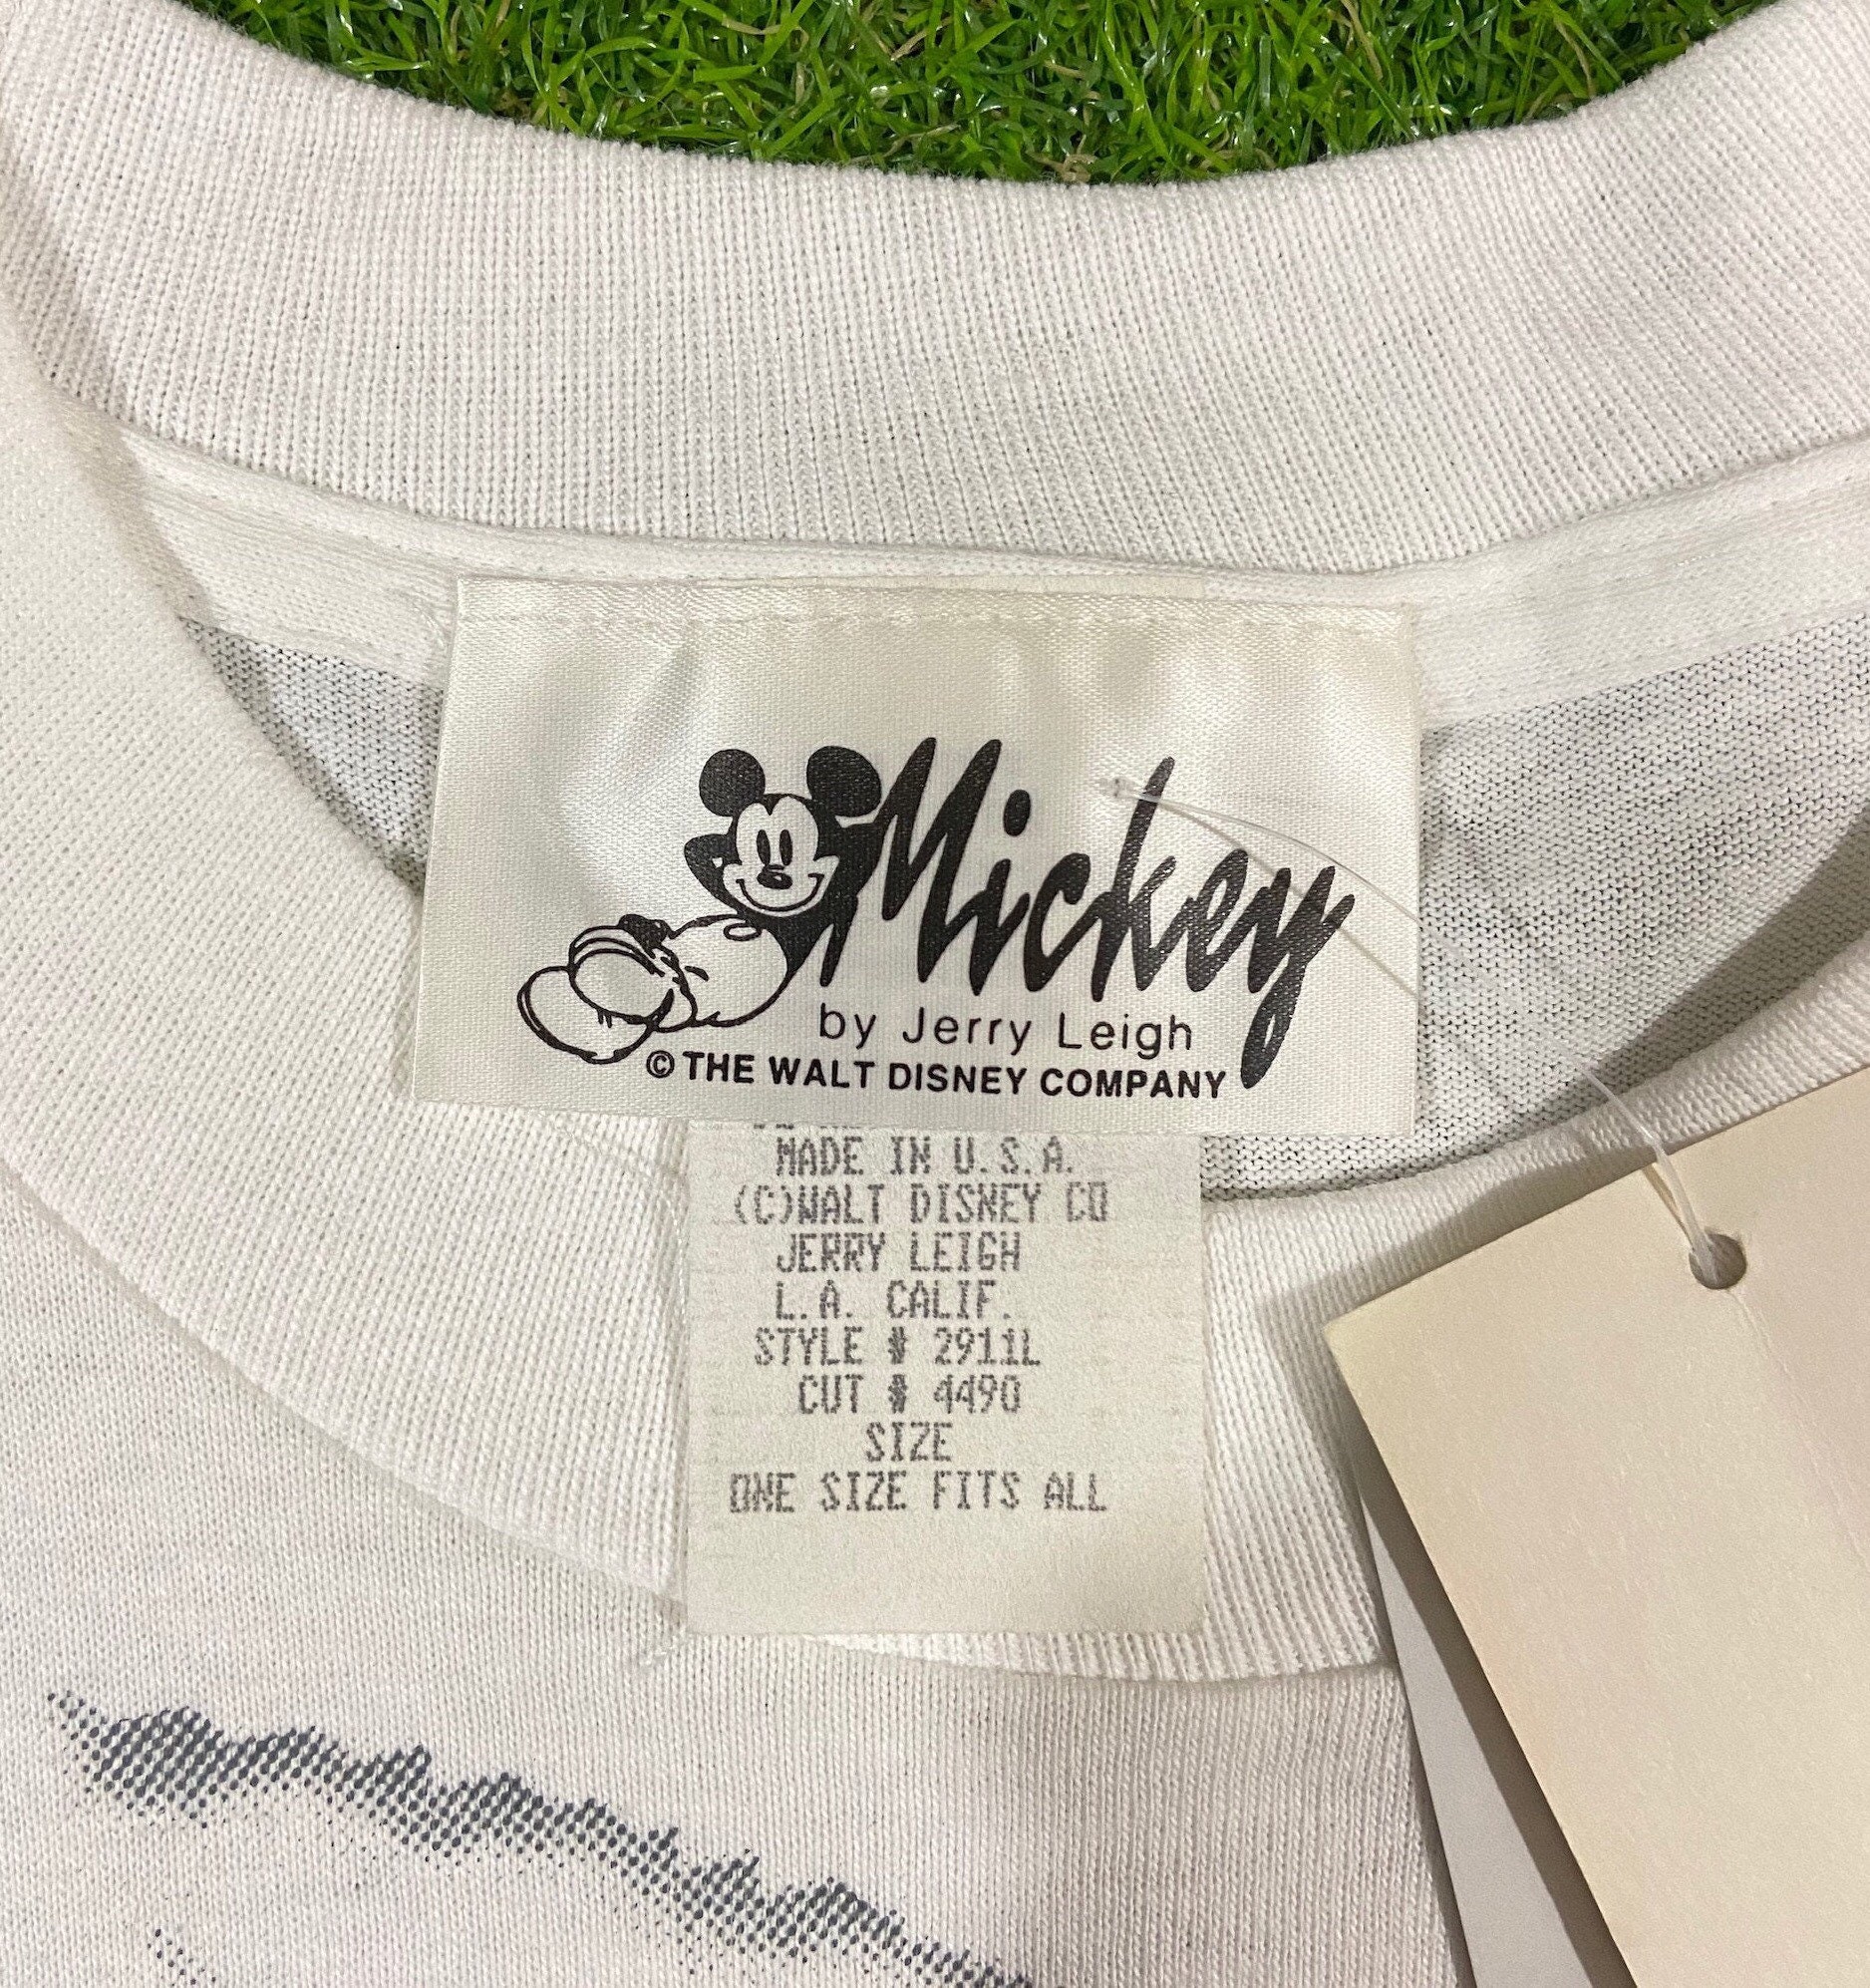 Mickey
by Jerry Leigh
© THE WALT DISNEY COMPANY
MADE IN U.S.A.
(C)WALT DISNEY CO
JERRY LEIGH
L.A. CALIF.
STYLE # 2911L
CUT # 4490
SIZE
ONE SIZE FITS ALL